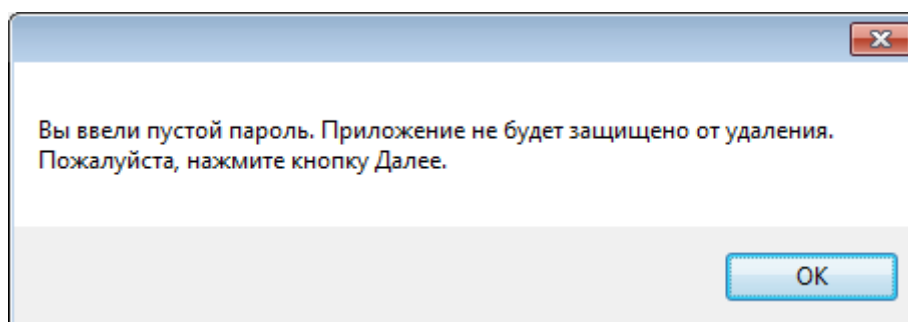 Вы ввели пустой пароль. Приложение не будет защищено от удаления.
Пожалуйста, нажмите кнопку Далее.
OK